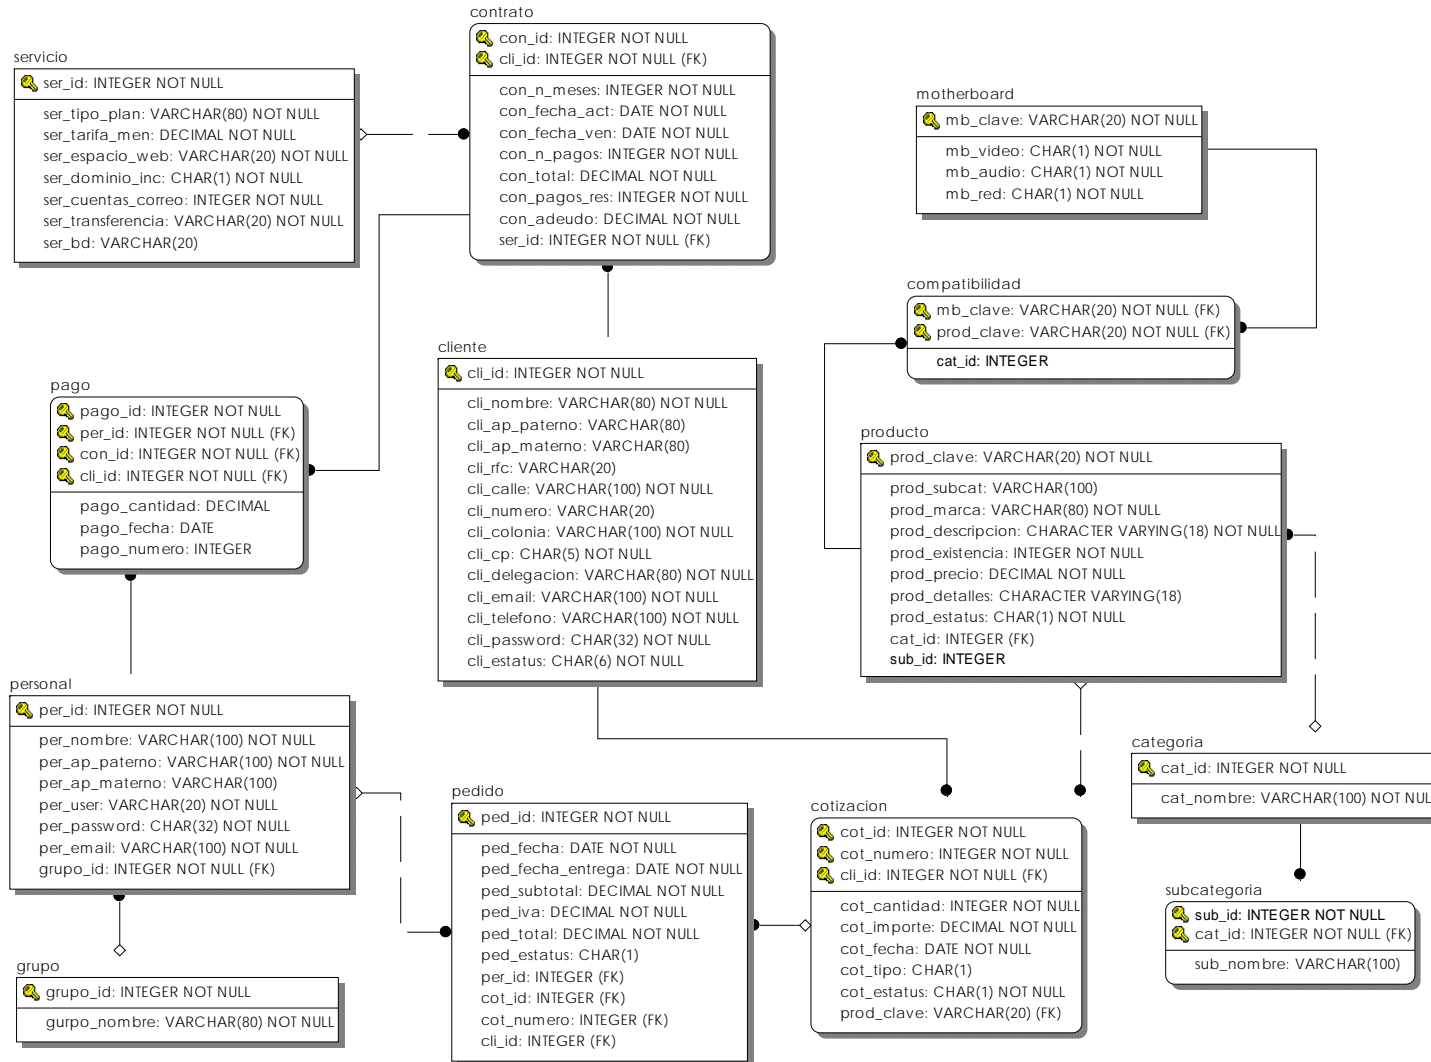 contrato
con_id: INTEGER NOT NULL
cli_id: INTEGER NOT NULL (FK)
con_n_meses: INTEGER NOT NULL
con_fecha_act: DATE NOT NULL
con_fecha_ven: DATE NOT NULL
con_n_pagos: INTEGER NOT NULL
con_total: DECIMAL NOT NULL
con_pagos_res: INTEGER NOT NULL
con_adeudo: DECIMAL NOT NULL
ser_id: INTEGER NOT NULL (FK)
servicio
ser_id: INTEGER NOT NULL
ser_tipo_plan: VARCHAR(80) NOT NULL
ser_tarifa_men: DECIMAL NOT NULL
ser_espacio_web: VARCHAR(20) NOT NULL
ser_dominio_inc: CHAR(1) NOT NULL
ser_cuentas_correo: INTEGER NOT NULL
ser_transferencia: VARCHAR(20) NOT NULL
ser_bd: VARCHAR(20)
motherboard
mb_clave: VARCHAR(20) NOT NULL
mb_video: CHAR(1) NOT NULL
mb_audio: CHAR(1) NOT NULL
mb_red: CHAR(1) NOT NULL
compatibilidad
mb_clave: VARCHAR(20) NOT NULL (FK)
prod_clave: VARCHAR(20) NOT NULL (FK)
cat_id: INTEGER
cliente
cli_id: INTEGER NOT NULL
cli_nombre: VARCHAR(80) NOT NULL
cli_ap_paterno: VARCHAR(80)
cli_ap_materno: VARCHAR(80)
cli_rfc: VARCHAR(20)
cli_calle: VARCHAR(100) NOT NULL
cli_numero: VARCHAR(20)
cli_colonia: VARCHAR(100) NOT NULL
cli_cp: CHAR(5) NOT NULL
cli_delegacion: VARCHAR(80) NOT NULL
cli_email: VARCHAR(100) NOT NULL
cli_telefono: VARCHAR(100) NOT NULL
cli_password: CHAR(32) NOT NULL
cli_estatus: CHAR(6) NOT NULL
pago
pago_id: INTEGER NOT NULL
per_id: INTEGER NOT NULL (FK)
con_id: INTEGER NOT NULL (FK)
cli_id: INTEGER NOT NULL (FK)
pago_cantidad: DECIMAL
pago_fecha: DATE
pago_numero: INTEGER
producto
prod_clave: VARCHAR(20) NOT NULL
prod_subcat: VARCHAR(100)
prod_marca: VARCHAR(80) NOT NULL
prod_descripcion: CHARACTER VARYING(18) NOT NULL
prod_existencia: INTEGER NOT NULL
prod_precio: DECIMAL NOT NULL
prod_detalles: CHARACTER VARYING(18)
prod_estatus: CHAR(1) NOT NULL
cat_id: INTEGER (FK)
sub_id: INTEGER
personal
per_id: INTEGER NOT NULL
per_nombre: VARCHAR(100) NOT NULL
per_ap_paterno: VARCHAR(100) NOT NULL
per_ap_materno: VARCHAR(100)
per_user: VARCHAR(20) NOT NULL
per_password: CHAR(32) NOT NULL
per_email: VARCHAR(100) NOT NULL
grupo_id: INTEGER NOT NULL (FK)
categoria
cat_id: INTEGER NOT NULL
cat_nombre: VARCHAR(100) NOT NUL
pedido
ped_id: INTEGER NOT NULL
ped_fecha: DATE NOT NULL
ped_fecha_entrega: DATE NOT NULL
ped_subtotal: DECIMAL NOT NULL
ped_iva: DECIMAL NOT NULL
ped_total: DECIMAL NOT NULL
ped_estatus: CHAR(1)
per_id: INTEGER (FK)
cot_id: INTEGER (FK)
cot_numero: INTEGER (FK)
cli_id: INTEGER (FK)
cotizacion
cot_id: INTEGER NOT NULL
cot_numero: INTEGER NOT NULL
cli_id: INTEGER NOT NULL (FK)
cot_cantidad: INTEGER NOT NULL
cot_importe: DECIMAL NOT NULL
cot_fecha: DATE NOT NULL
cot_tipo: CHAR(1)
cot_estatus: CHAR(1) NOT NULL
prod_clave: VARCHAR(20) (FK)
subcategoria
sub_id: INTEGER NOT NULL
cat_id: INTEGER NOT NULL (FK)
sub_nombre: VARCHAR(100)
grupo
grupo_id: INTEGER NOT NULL
gurpo_nombre: VARCHAR(80) NOT NULL